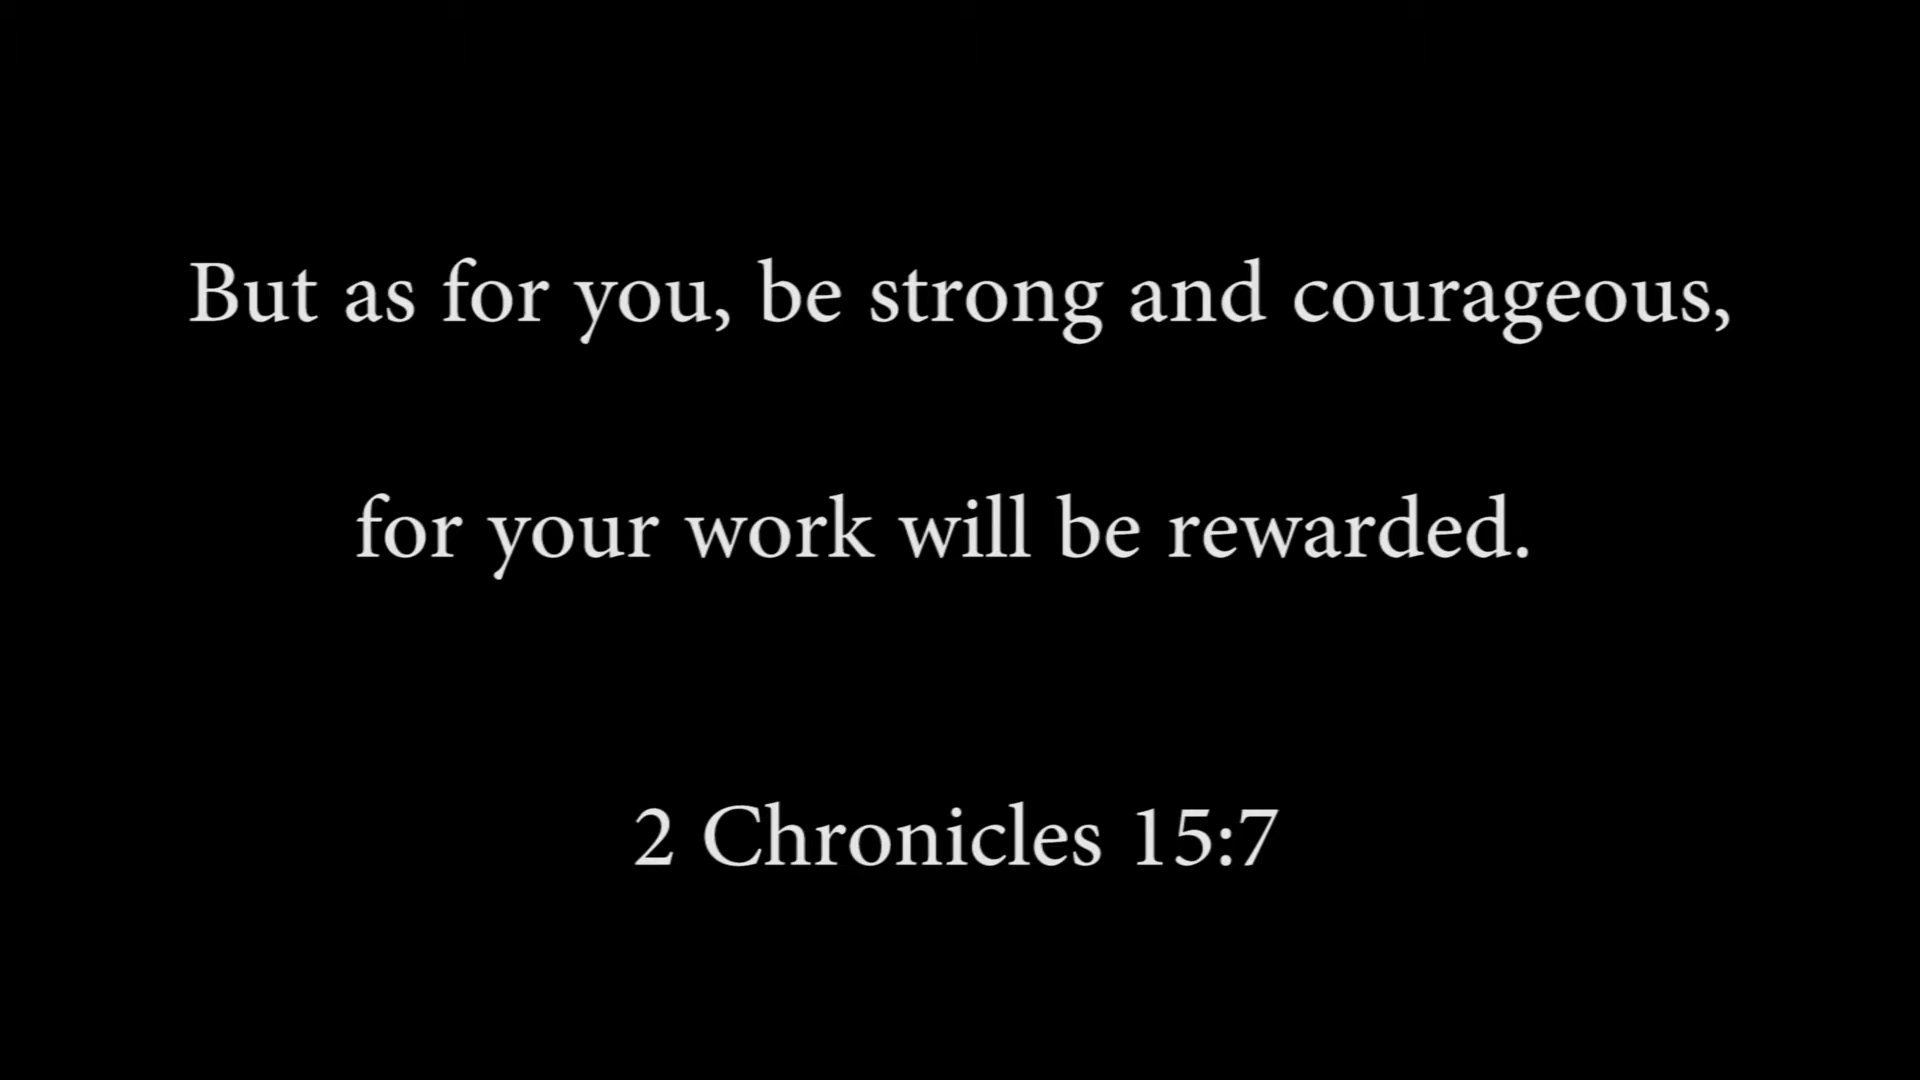 But as for you, be strong and courageous,
for your work will be rewarded.
2 Chronicles 15:7